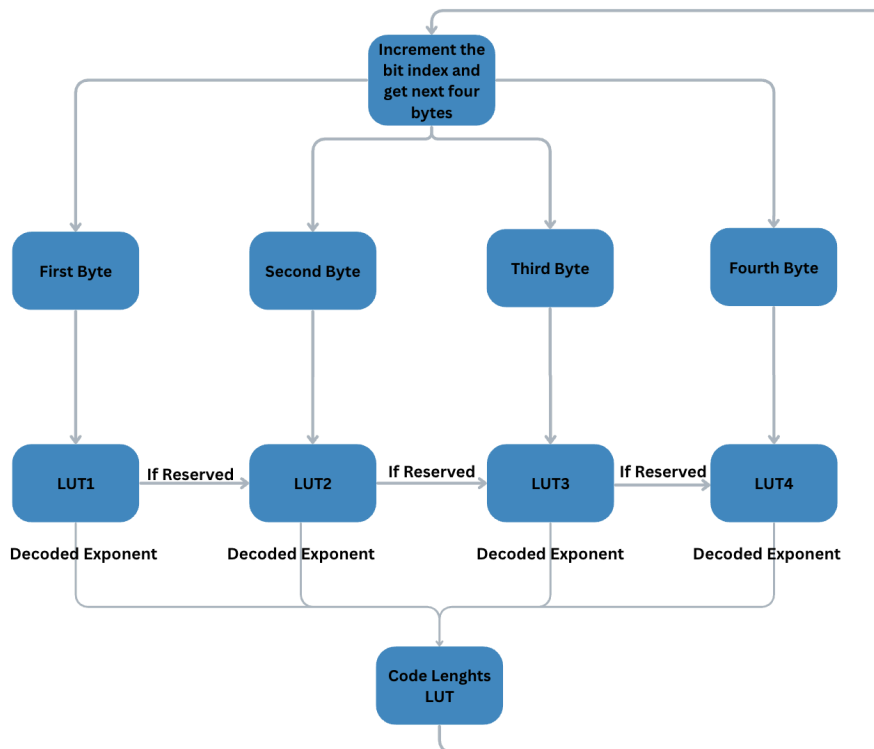 Increment the
bit index and
get next four
bytes
First Byte
Second Byte
Third Byte
Fourth Byte
LUT1
If Reserved
LUT2
If Reserved
LUT3
If Reserved
LUT4
Decoded Exponent
Decoded Exponent
Decoded Exponent
Decoded Exponent
Code Lenghts
LUT